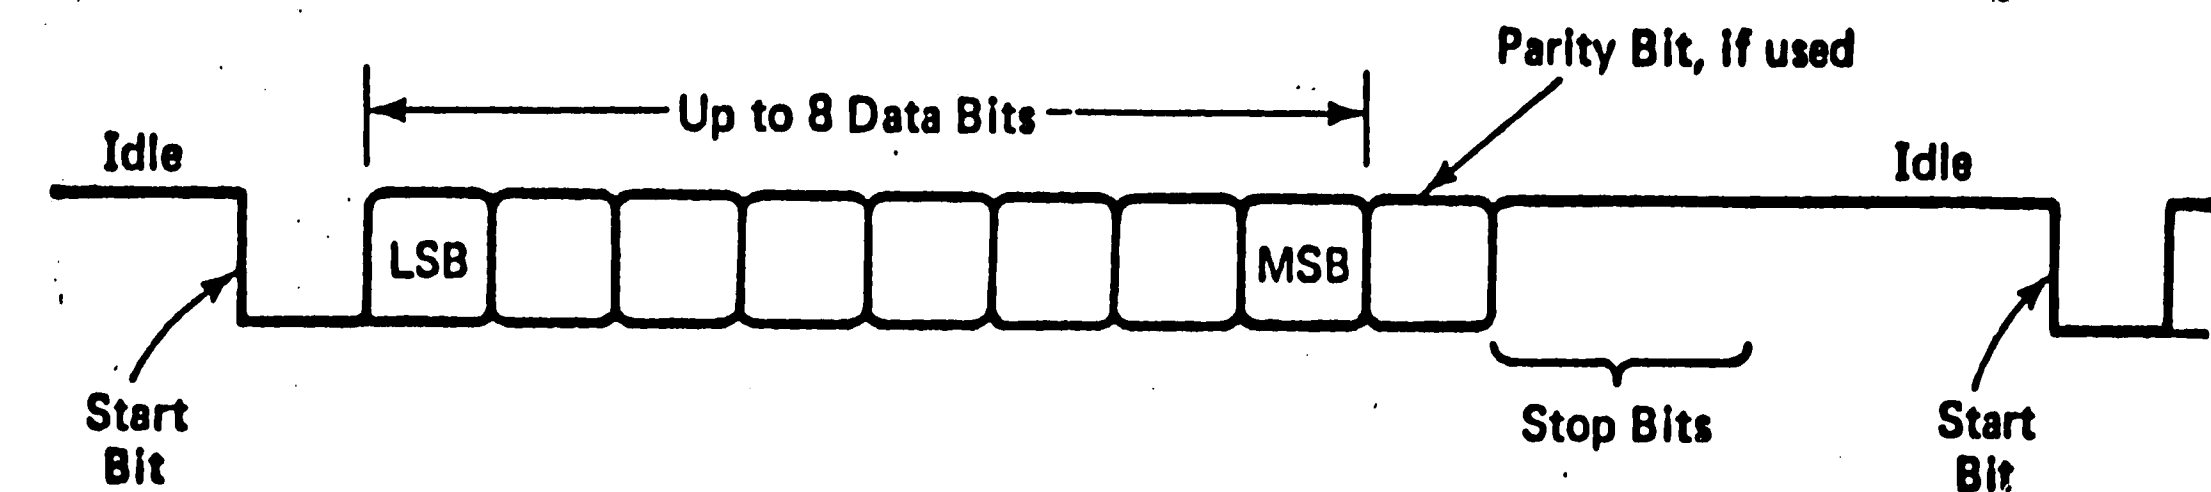 Parity Bit, if used
Up to 8 Data Bits
Idle
Idle
LSB
MSB
Start
Bit
Stop Bits
Start
Bit